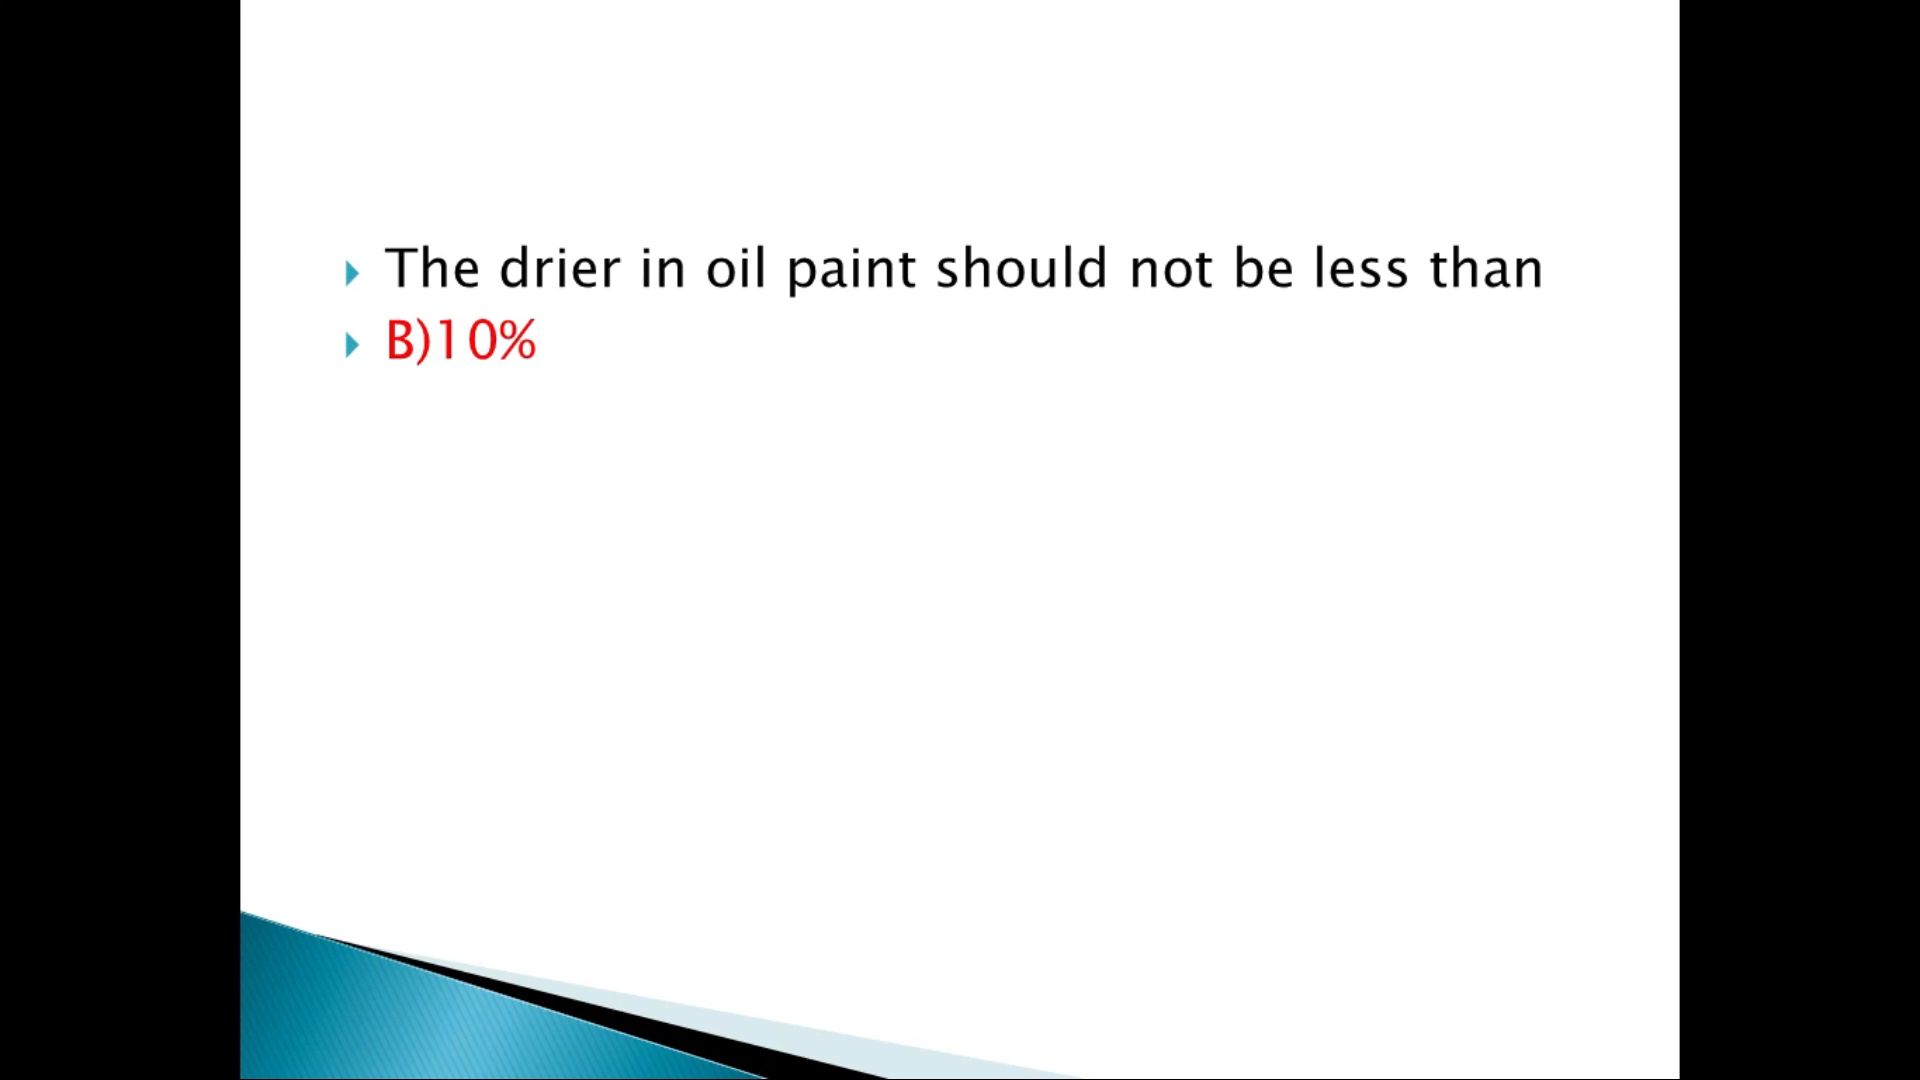 The drier in oil paint should not be less than
B)10%